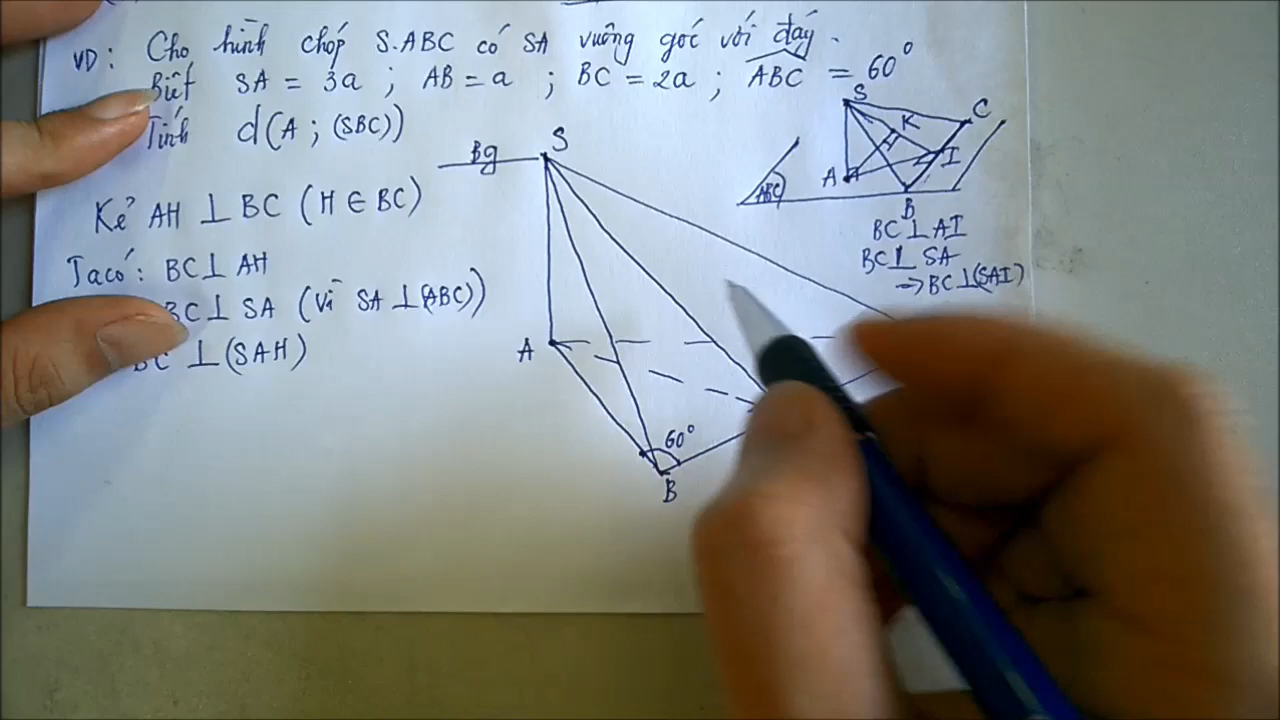 VD: Cho hình chóp S.ABC có SA vuông góc với đáy.
Biết SA = 3a ; AB = a ; BC = 2a ; ABC = 60°
Tính d(A ; (SBC))
Bg
Kẻ AH ⊥ BC (H ∈ BC)
Ta có: BC ⊥ AH
BC ⊥ SA (Vì SA ⊥ (ABC))
BC ⊥ (SAH)
S
A
B
60°
S
C
K
H
I
A
B
ABC
BC ⊥ AI
BC ⊥ SA
⇒ BC ⊥ (SAI)